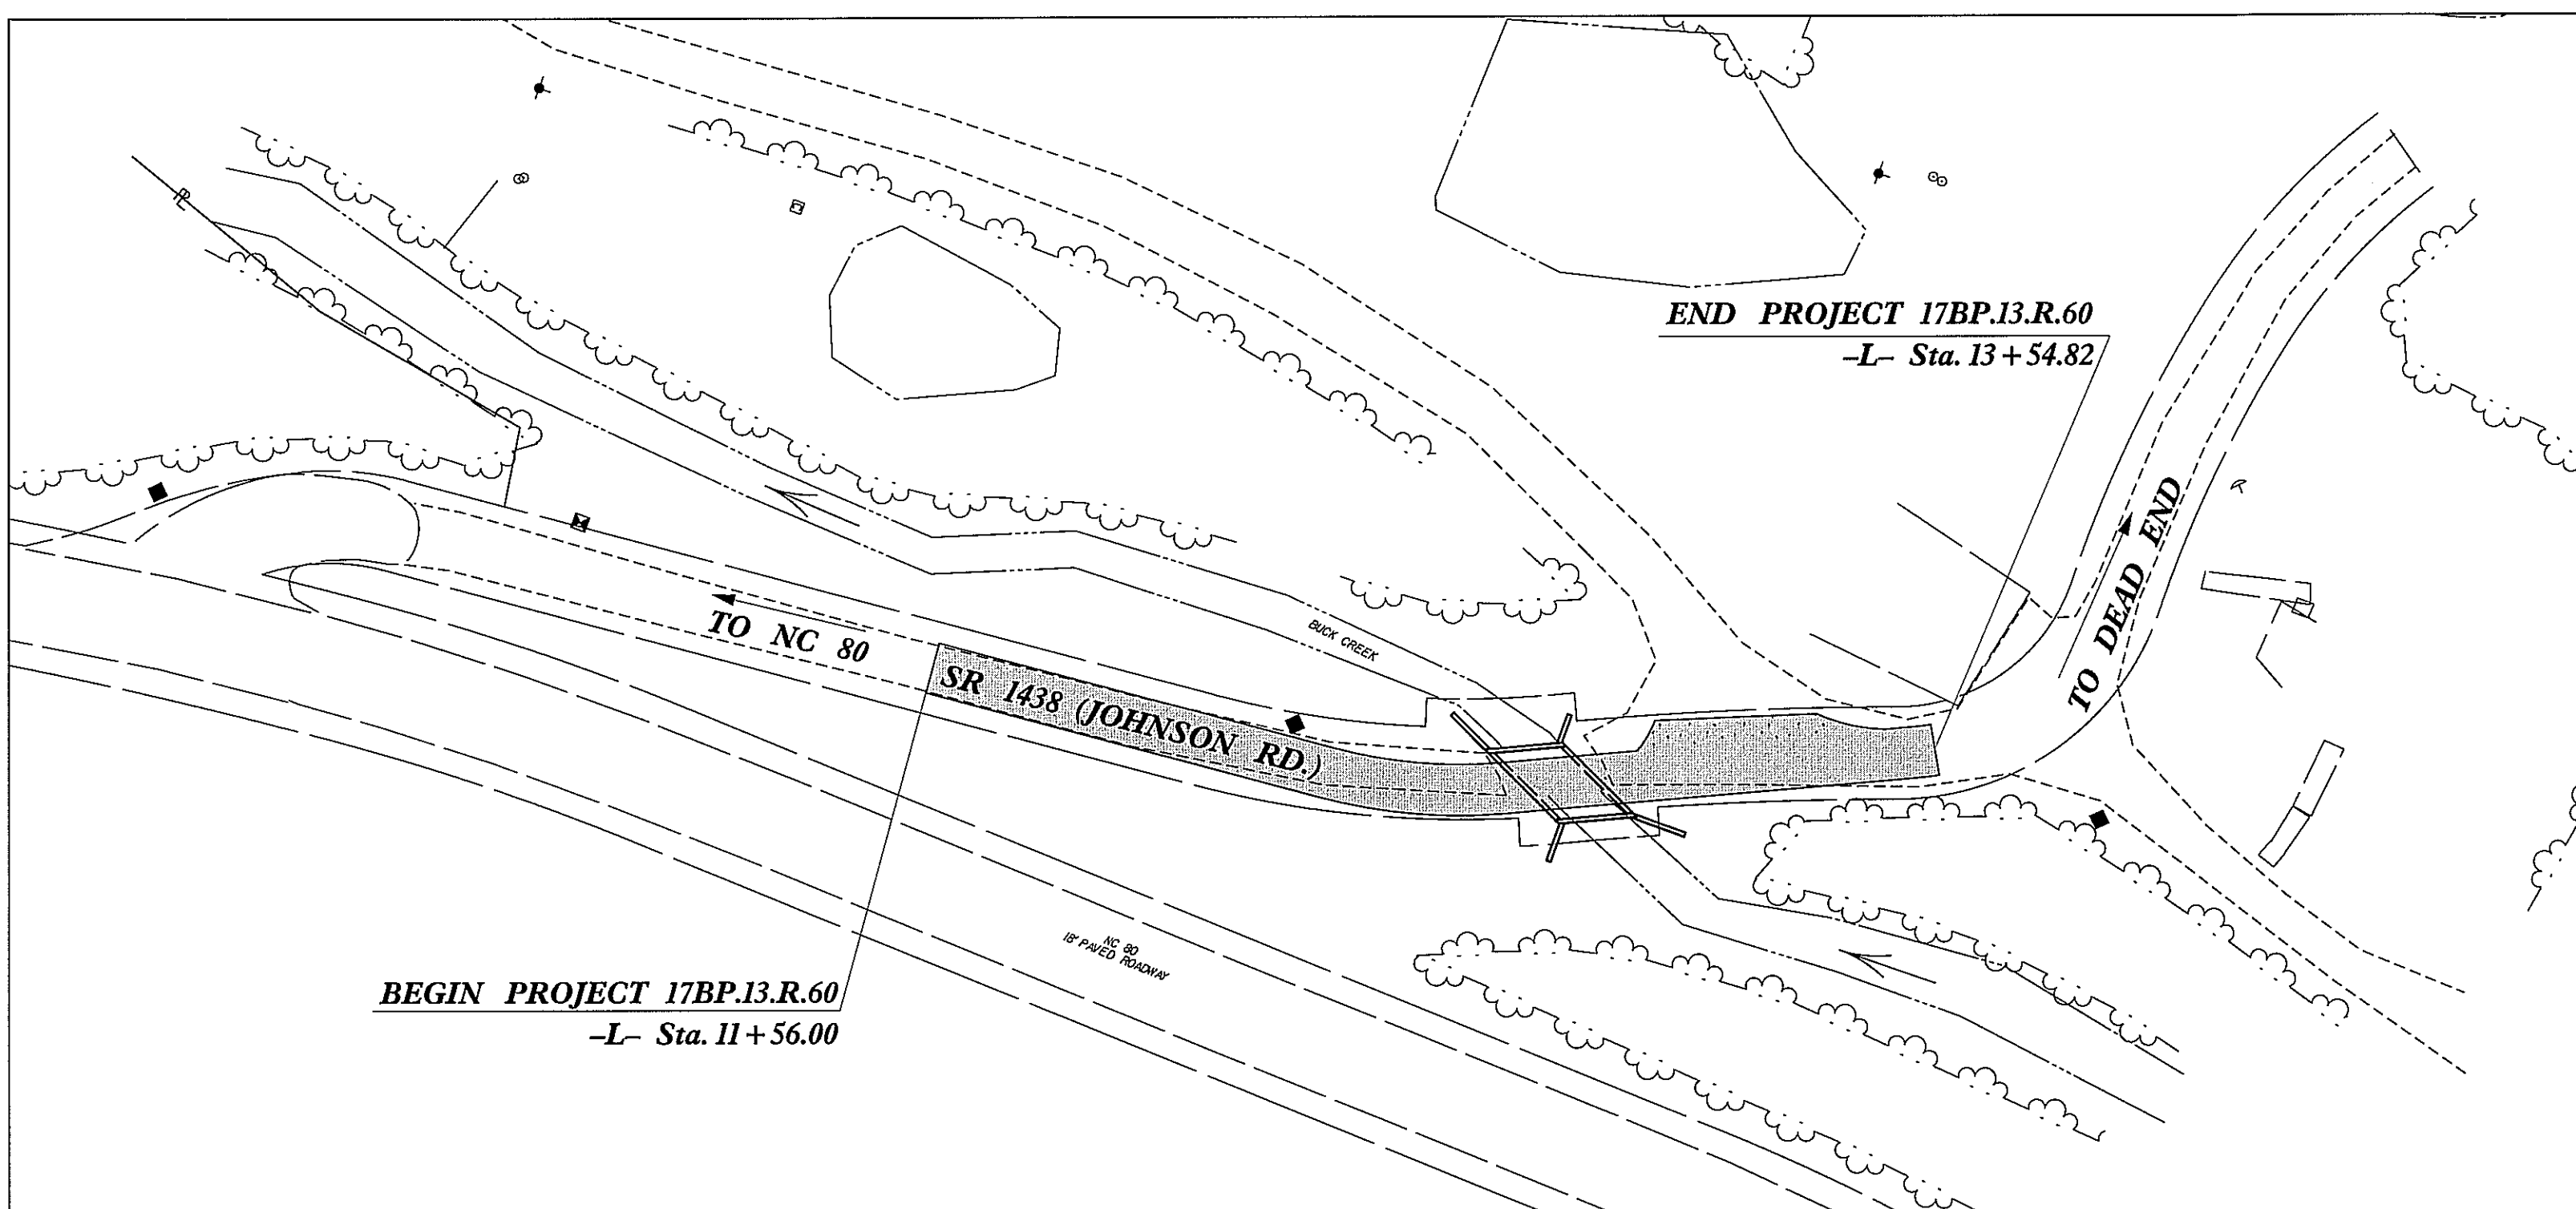 END PROJECT 17BP.13.R.60
-L- Sta. 13+54.82
TO DEAD END
TO NC 80
BUCK CREEK
SR 1438 (JOHNSON RD.)
NC 80
18' PAVED ROADWAY
BEGIN PROJECT 17BP.13.R.60
-L- Sta. 11+56.00